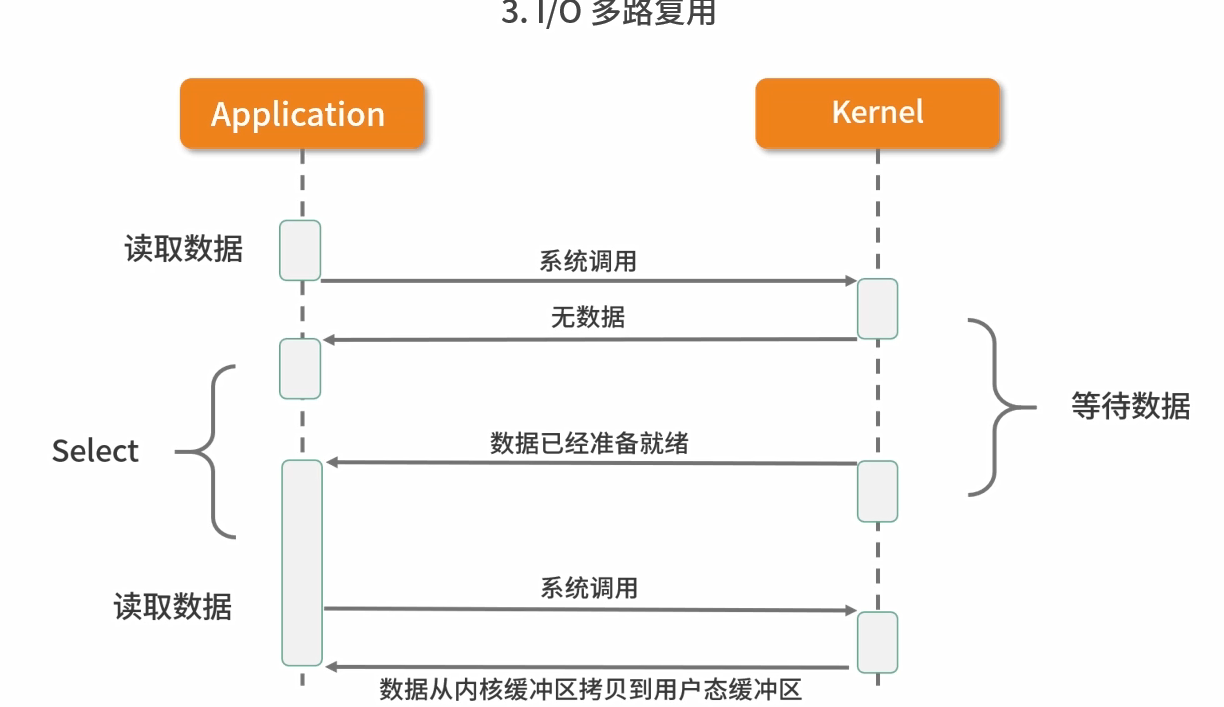 3. I/O 多路复用
Application
Kernel
读取数据
系统调用
无数据
等待数据
Select
数据已经准备就绪
系统调用
读取数据
数据从内核缓冲区拷贝到用户态缓冲区